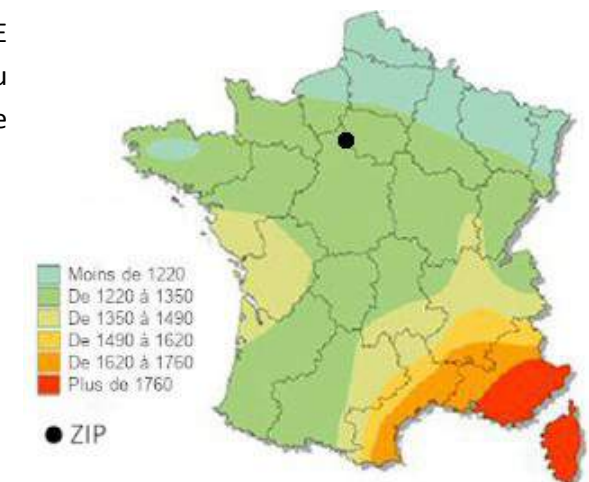 E
u
e
Moins de 1220
De 1220 à 1350
De 1350 à 1490
De 1490 à 1620
De 1620 à 1760
Plus de 1760
ZIP